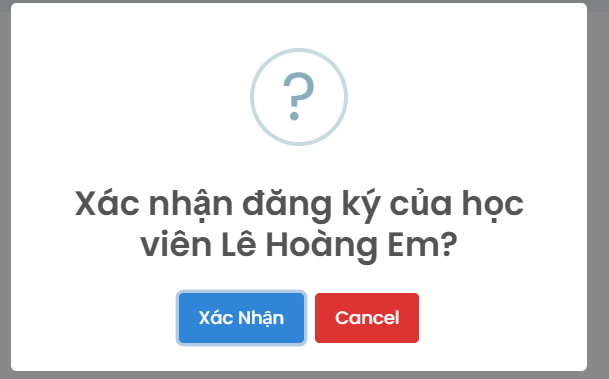 ?
Xác nhận đăng ký của học
viên Lê Hoàng Em?
Xác Nhận
Cancel